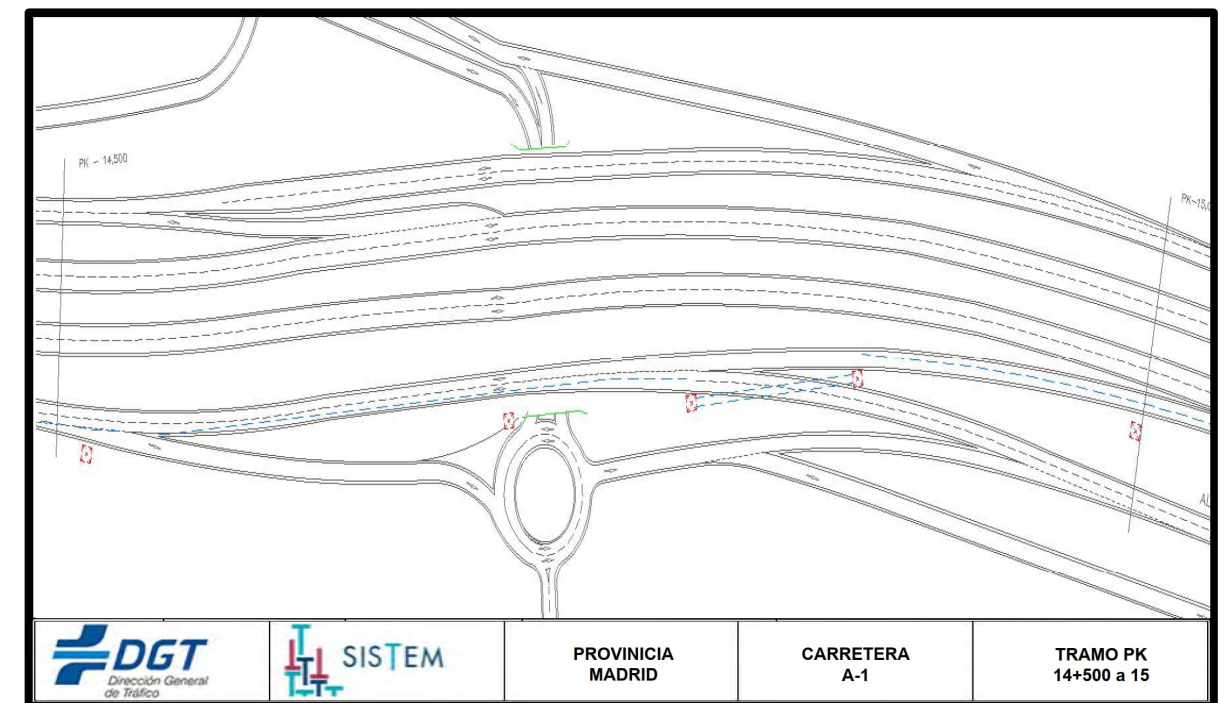 PK - 14,500
DGT
Dirección General
de Tráfico
SISTEM
PROVINICIA
MADRID
CARRETERA
A-1
TRAMO PK
14+500 a 15